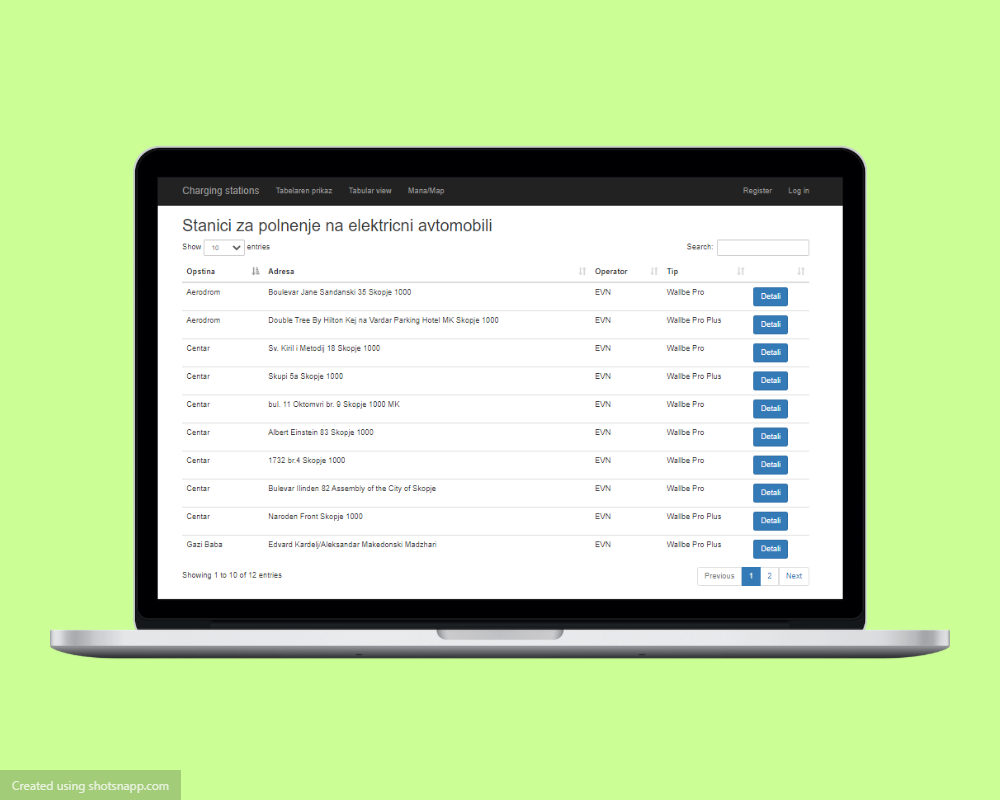 Charging stations Tabelaren prikaz Tabular view Mana/Map Register Log in
Stanici za polnenje na elektricni avtomobili
Show 10 entries Search:
Opstina Adresa Operator Tip
Aerodrom Boulevar Jane Sandanski 35 Skopje 1000 EVN Wallbe Pro Detali
Aerodrom Double Tree By Hilton Kej na Vardar Parking Hotel MK Skopje 1000 EVN Wallbe Pro Plus Detali
Centar Sv. Kiril i Metodij 18 Skopje 1000 EVN Wallbe Pro Detali
Centar Skupi 5a Skopje 1000 EVN Wallbe Pro Plus Detali
Centar bul. 11 Oktomvri br. 9 Skopje 1000 MK EVN Wallbe Pro Detali
Centar Albert Einstein 83 Skopje 1000 EVN Wallbe Pro Detali
Centar 1732 br.4 Skopje 1000 EVN Wallbe Pro Detali
Centar Bulevar Ilinden 82 Assembly of the City of Skopje EVN Wallbe Pro Detali
Centar Naroden Front Skopje 1000 EVN Wallbe Pro Plus Detali
Gazi Baba Edvard Kardelj/Aleksandar Makedonski Madzhari EVN Wallbe Pro Plus Detali
Showing 1 to 10 of 12 entries Previous 1 2 Next
Created using shotsnapp.com